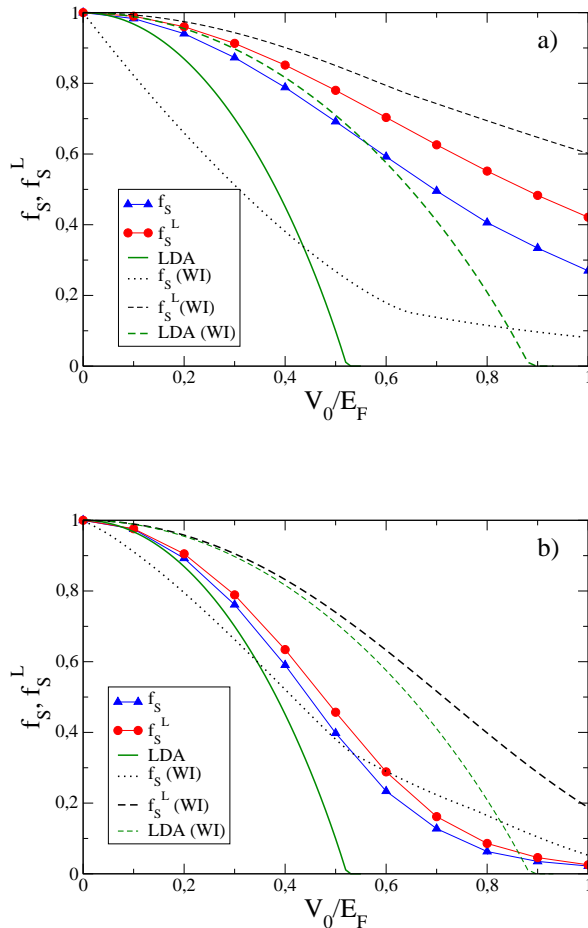 a)
1
0,8
0,6
0,4
0,2
0
f_S, f_S^L
f_S
f_S^L
LDA
f_S (WI)
f_S^L (WI)
LDA (WI)
0 0,2 0,4 0,6 0,8 1
V_0/E_F
b)
1
0,8
0,6
0,4
0,2
0
f_S, f_S^L
f_S
f_S^L
LDA
f_S (WI)
f_S^L (WI)
LDA (WI)
0 0,2 0,4 0,6 0,8 1
V_0/E_F